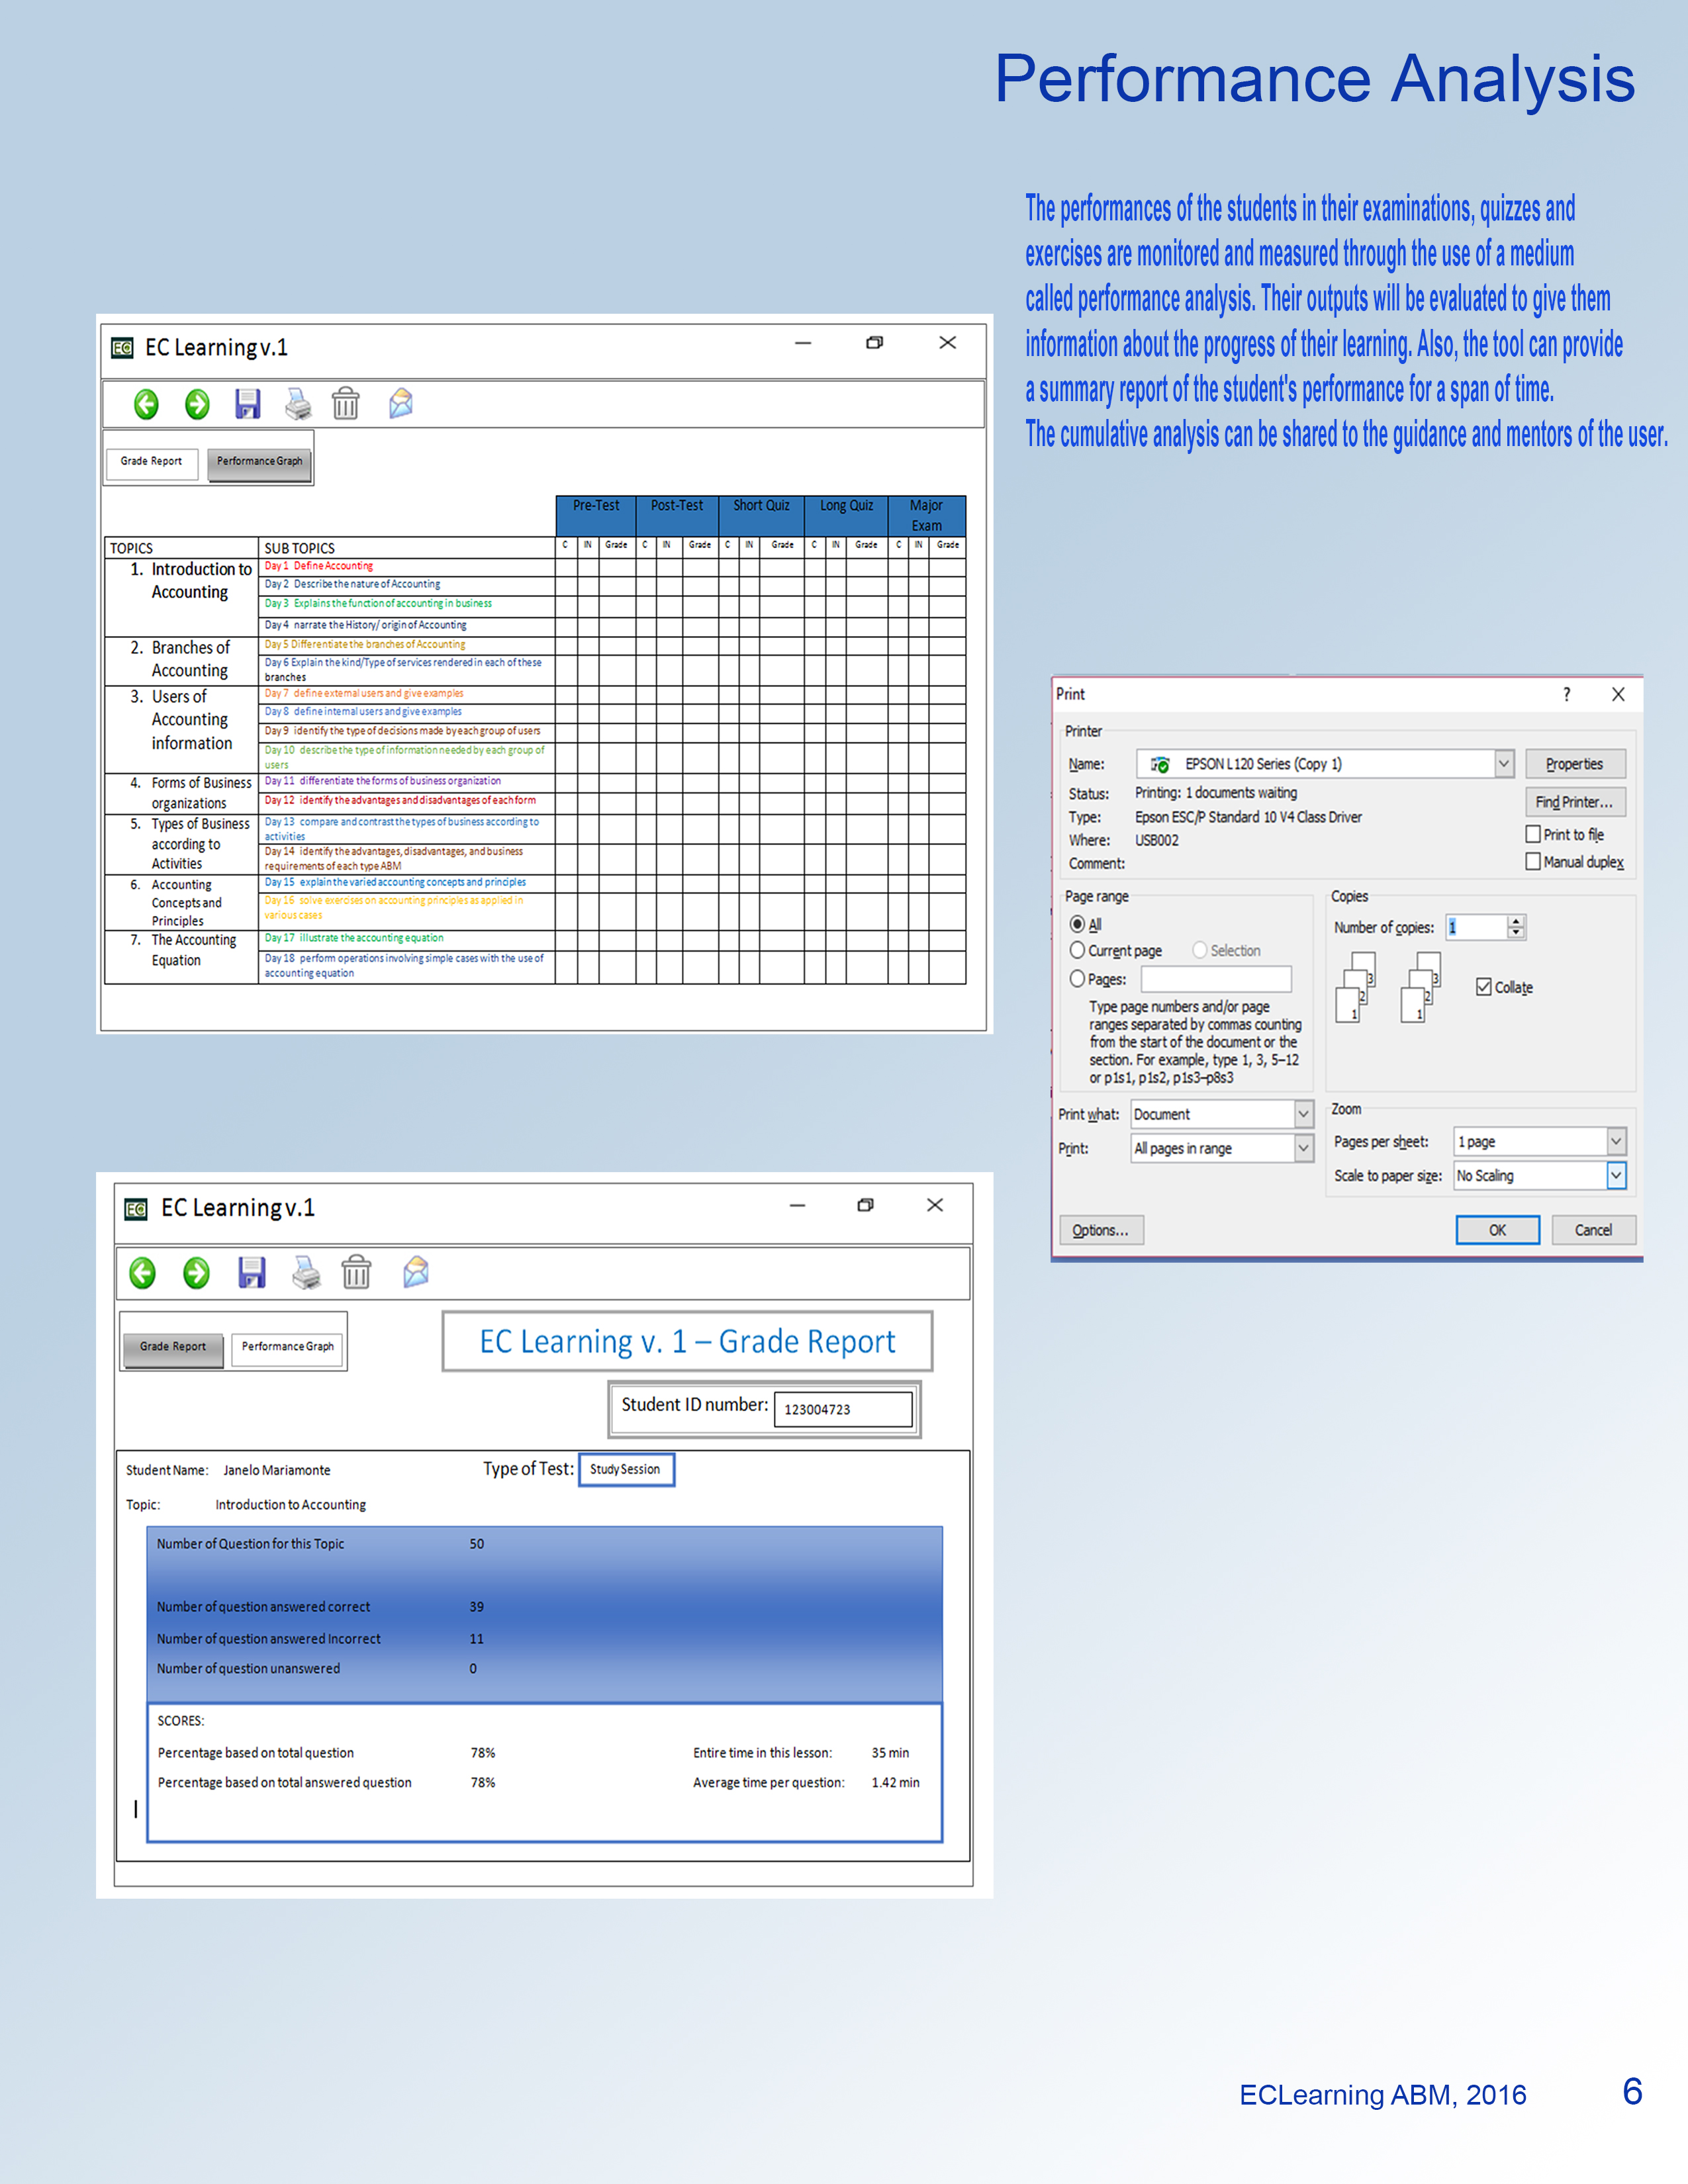 Performance Analysis
The performances of the students in their examinations, quizzes and
exercises are monitored and measured through the use of a medium
called performance analysis. Their outputs will be evaluated to give them
information about the progress of their learning. Also, the tool can provide
a summary report of the student's performance for a span of time.
The cumulative analysis can be shared to the guidance and mentors of the user.
EC EC Learning v.1
Grade Report Performance Graph
Pre-Test Post-Test Short Quiz Long Quiz Major
Exam
TOPICS SUB TOPICS C IN Grade C IN Grade C IN Grade C IN Grade C IN Grade
1. Introduction to
Accounting
Day 1 Define Accounting
Day 2 Describe the nature of Accounting
Day 3 Explains the function of accounting in business
Day 4 narrate the History/ origin of Accounting
2. Branches of
Accounting
Day 5 Differentiate the branches of Accounting
Day 6 Explain the kind/Type of services rendered in each of these
branches
3. Users of
Accounting
information
Day 7 define external users and give examples
Day 8 define internal users and give examples
Day 9 identify the type of decisions made by each group of users
Day 10 describe the type of information needed by each group of
users
4. Forms of Business
organizations
Day 11 differentiate the forms of business organization
Day 12 identify the advantages and disadvantages of each form
5. Types of Business
according to
Activities
Day 13 compare and contrast the types of business according to
activities
Day 14 identify the advantages, disadvantages, and business
requirements of each type ABM
6. Accounting
Concepts and
Principles
Day 15 explain the varied accounting concepts and principles
Day 16 solve exercises on accounting principles as applied in
various cases
7. The Accounting
Equation
Day 17 illustrate the accounting equation
Day 18 perform operations involving simple cases with the use of
accounting equation
Print ?
Printer
Name: EPSON L120 Series (Copy 1) Properties
Status: Printing: 1 documents waiting Find Printer...
Type: Epson ESC/P Standard 10 V4 Class Driver
Where: USB002 Print to file
Comment: Manual duplex
Page range
All
Current page Selection
Pages:
Type page numbers and/or page
ranges separated by commas counting
from the start of the document or the
section. For example, type 1, 3, 5–12
or p1s1, p1s2, p1s3–p8s3
Copies
Number of copies: 1
3 3
2 2
1 1
Collate
Print what: Document
Print: All pages in range
Zoom
Pages per sheet: 1 page
Scale to paper size: No Scaling
Options... OK Cancel
EC EC Learning v.1
Grade Report Performance Graph
EC Learning v. 1 – Grade Report
Student ID number: 123004723
Student Name: Janelo Mariamonte Type of Test: Study Session
Topic: Introduction to Accounting
Number of Question for this Topic 50
Number of question answered correct 39
Number of question answered Incorrect 11
Number of question unanswered 0
SCORES:
Percentage based on total question 78% Entire time in this lesson: 35 min
Percentage based on total answered question 78% Average time per question: 1.42 min
ECLearning ABM, 2016 6